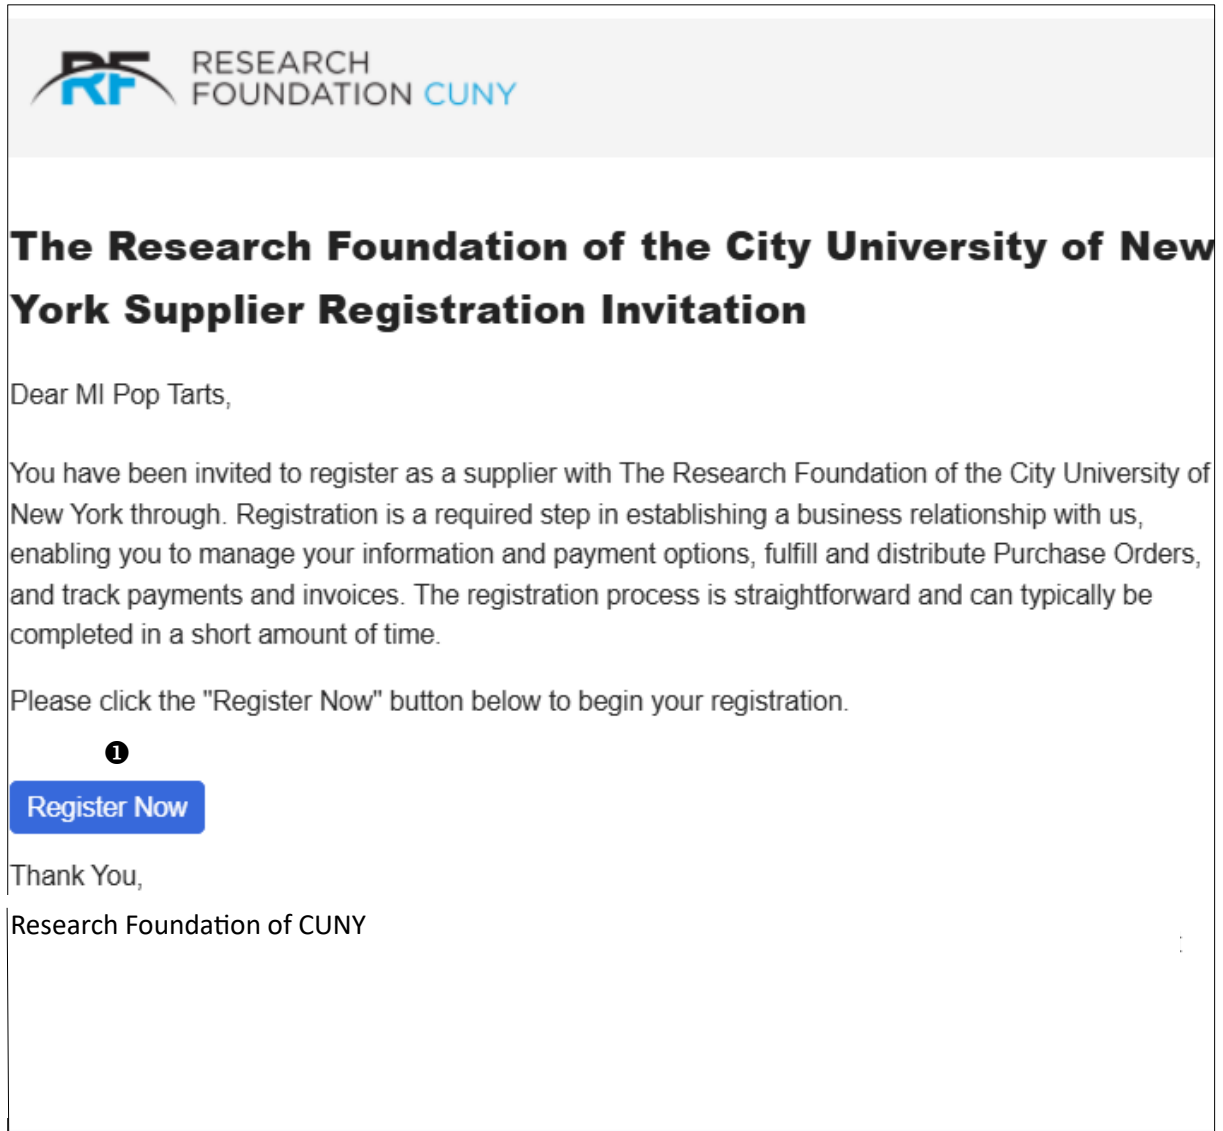 RF
RESEARCH
FOUNDATION CUNY
The Research Foundation of the City University of New
York Supplier Registration Invitation
Dear MI Pop Tarts,
You have been invited to register as a supplier with The Research Foundation of the City University of
New York through. Registration is a required step in establishing a business relationship with us,
enabling you to manage your information and payment options, fulfill and distribute Purchase Orders,
and track payments and invoices. The registration process is straightforward and can typically be
completed in a short amount of time.
Please click the "Register Now" button below to begin your registration.
❶
Register Now
Thank You,
Research Foundation of CUNY